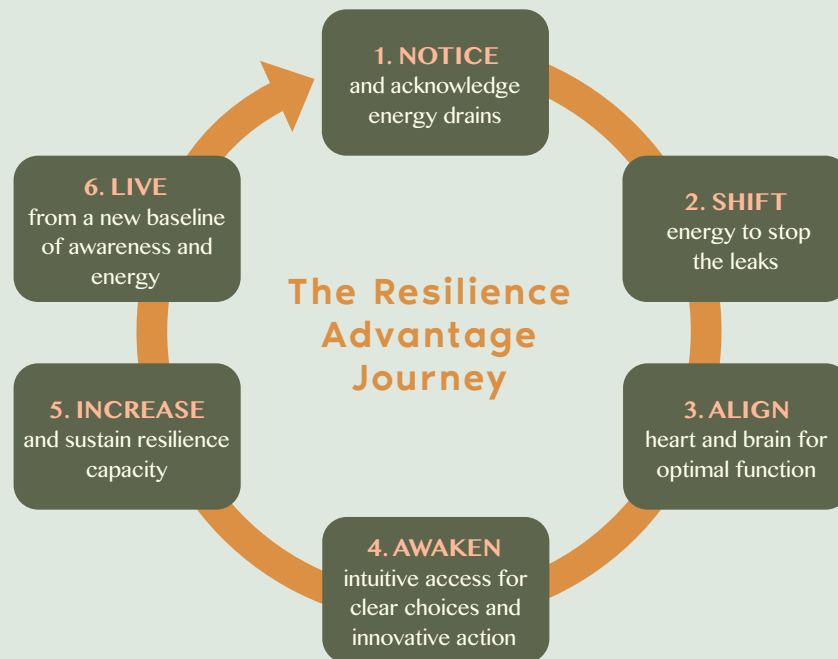 1. NOTICE
and acknowledge
energy drains
2. SHIFT
energy to stop
the leaks
3. ALIGN
heart and brain for
optimal function
4. AWAKEN
intuitive access for
clear choices and
innovative action
5. INCREASE
and sustain resilience
capacity
6. LIVE
from a new baseline
of awareness and
energy
The Resilience
Advantage
Journey